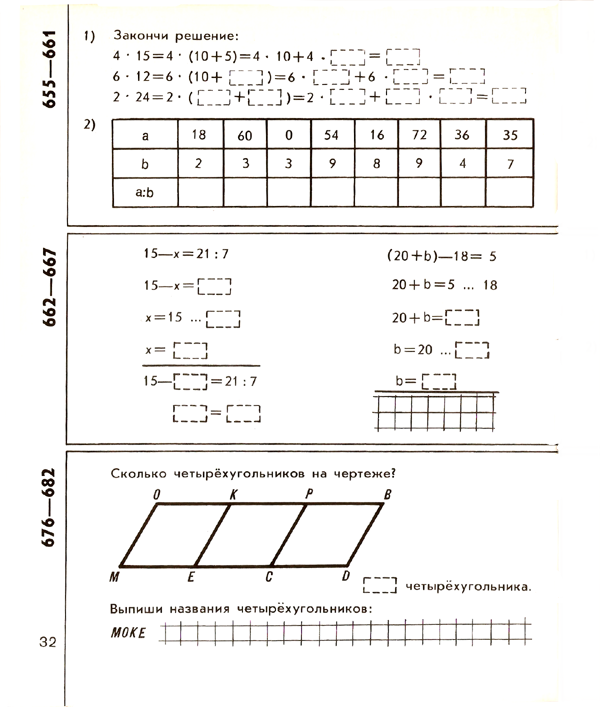 655—661
1) Закончи решение:
4 · 15=4 · (10+5)=4 · 10+4 · =
6 · 12=6 · (10+ )=6 · +6 · =
2 · 24=2 · ( + )=2 · + · =
2)
a 18 60 0 54 16 72 36 35
b 2 3 3 9 8 9 4 7
a:b
662—667
15—x=21 : 7
15—x=
x=15 ...
x=
15— =21 : 7
=
(20+b)—18= 5
20+b=5 ... 18
20+b=
b=20 ...
b=
676—682
Сколько четырёхугольников на чертеже?
O K P B
M E C D
четырёхугольника.
Выпиши названия четырёхугольников:
МОКЕ
32